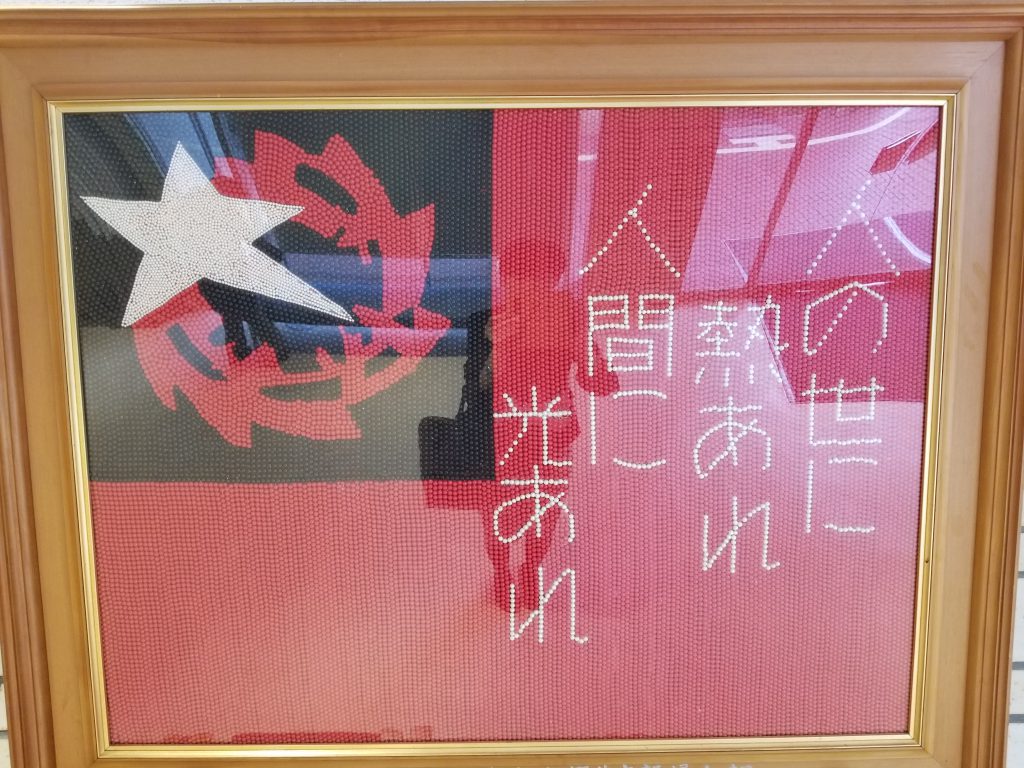 人の世に
熱あれ
人間に
光あれ